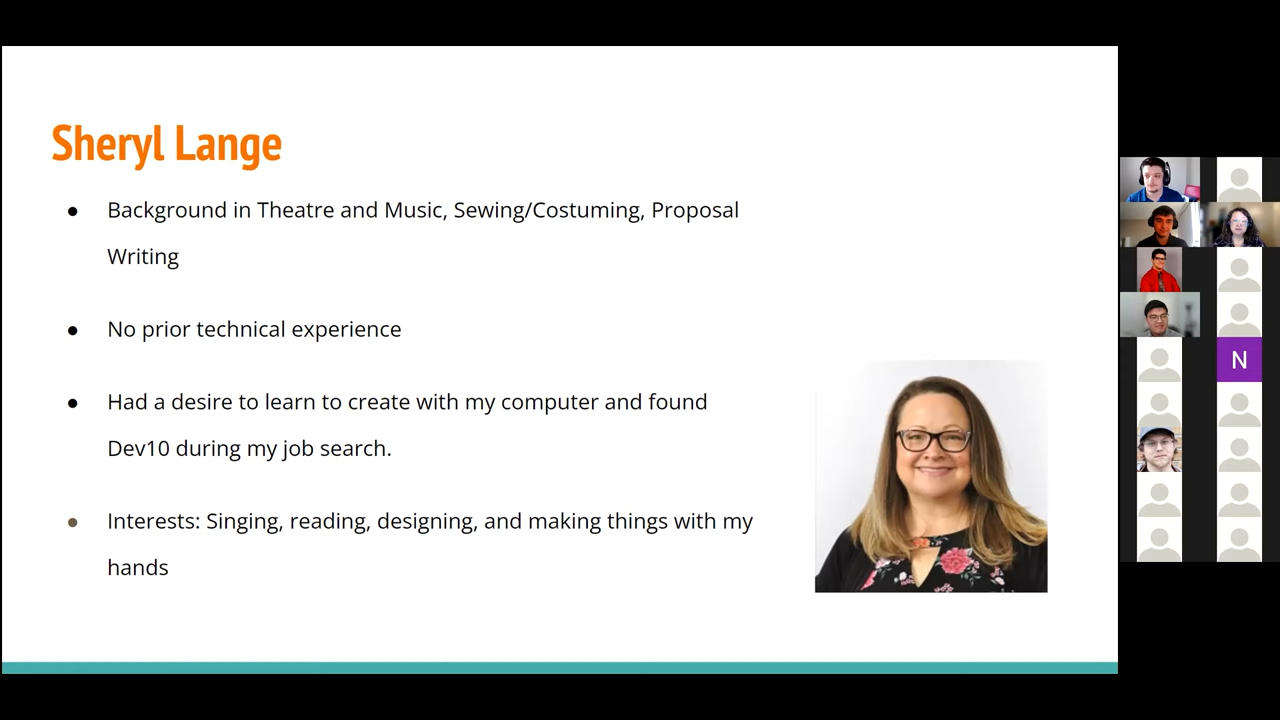 Sheryl Lange
● Background in Theatre and Music, Sewing/Costuming, Proposal
Writing
● No prior technical experience
● Had a desire to learn to create with my computer and found
Dev10 during my job search.
● Interests: Singing, reading, designing, and making things with my
hands
N